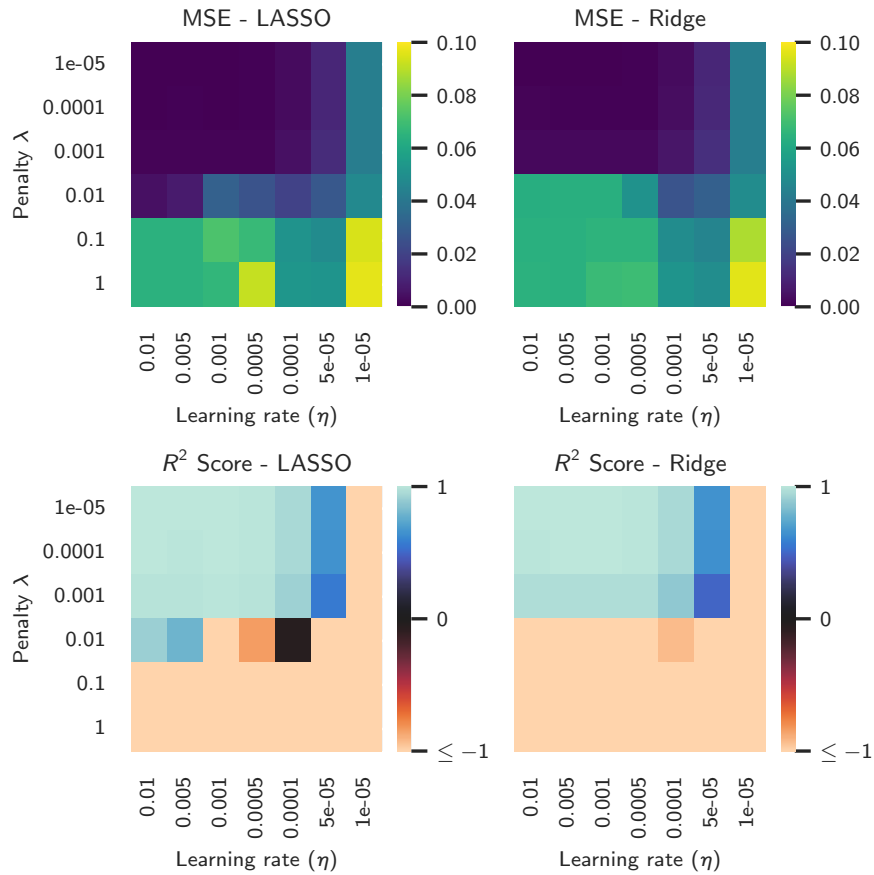 MSE - LASSO
MSE - Ridge
Penalty λ
1e-05
0.0001
0.001
0.01
0.1
1
0.10
0.08
0.06
0.04
0.02
0.00
0.10
0.08
0.06
0.04
0.02
0.00
0.01
0.005
0.001
0.0005
0.0001
5e-05
1e-05
Learning rate (η)
0.01
0.005
0.001
0.0005
0.0001
5e-05
1e-05
Learning rate (η)
R² Score - LASSO
R² Score - Ridge
Penalty λ
1e-05
0.0001
0.001
0.01
0.1
1
1
0
≤ −1
1
0
≤ −1
0.01
0.005
0.001
0.0005
0.0001
5e-05
1e-05
Learning rate (η)
0.01
0.005
0.001
0.0005
0.0001
5e-05
1e-05
Learning rate (η)